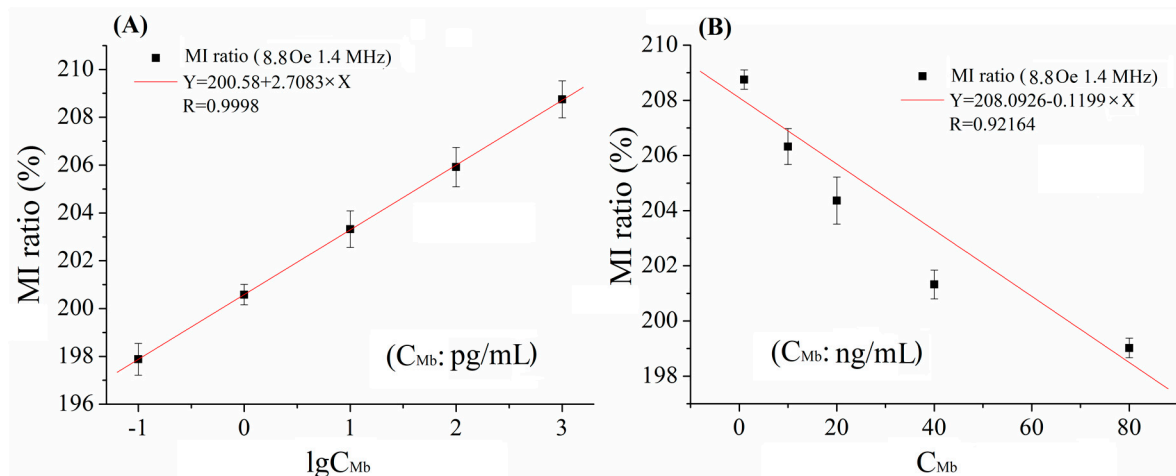 (A)
MI ratio (8.8Oe 1.4 MHz)
Y=200.58+2.7083×X
R=0.9998
MI ratio (%)
210
208
206
204
202
200
198
196
(CMb: pg/mL)
-1 0 1 2 3
lgCMb
(B)
MI ratio (8.8Oe 1.4 MHz)
Y=208.0926-0.1199×X
R=0.92164
MI ratio (%)
210
208
206
204
202
200
198
(CMb: ng/mL)
0 20 40 60 80
CMb